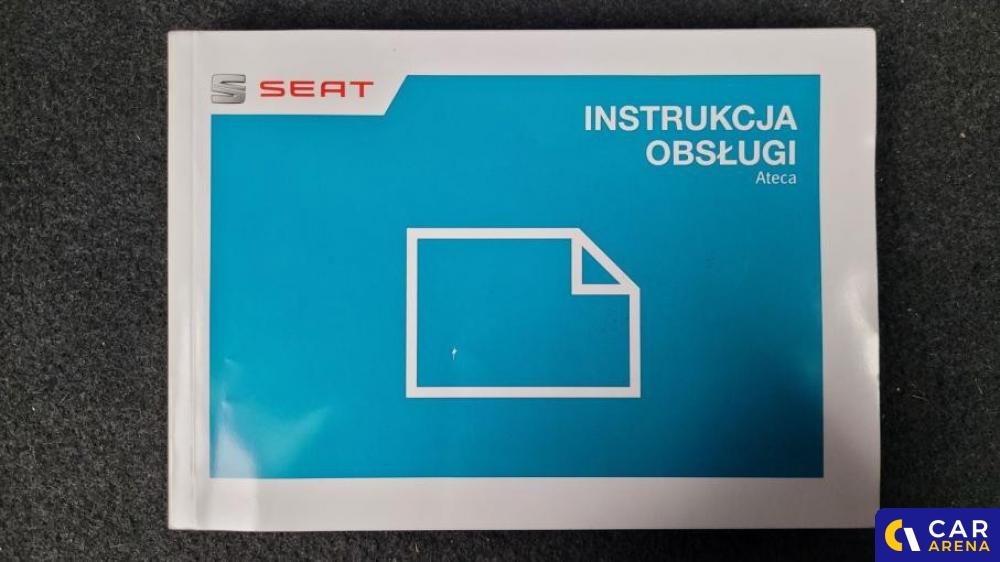 SEAT
INSTRUKCJA
OBSŁUGI
Ateca
CAR
ARENA